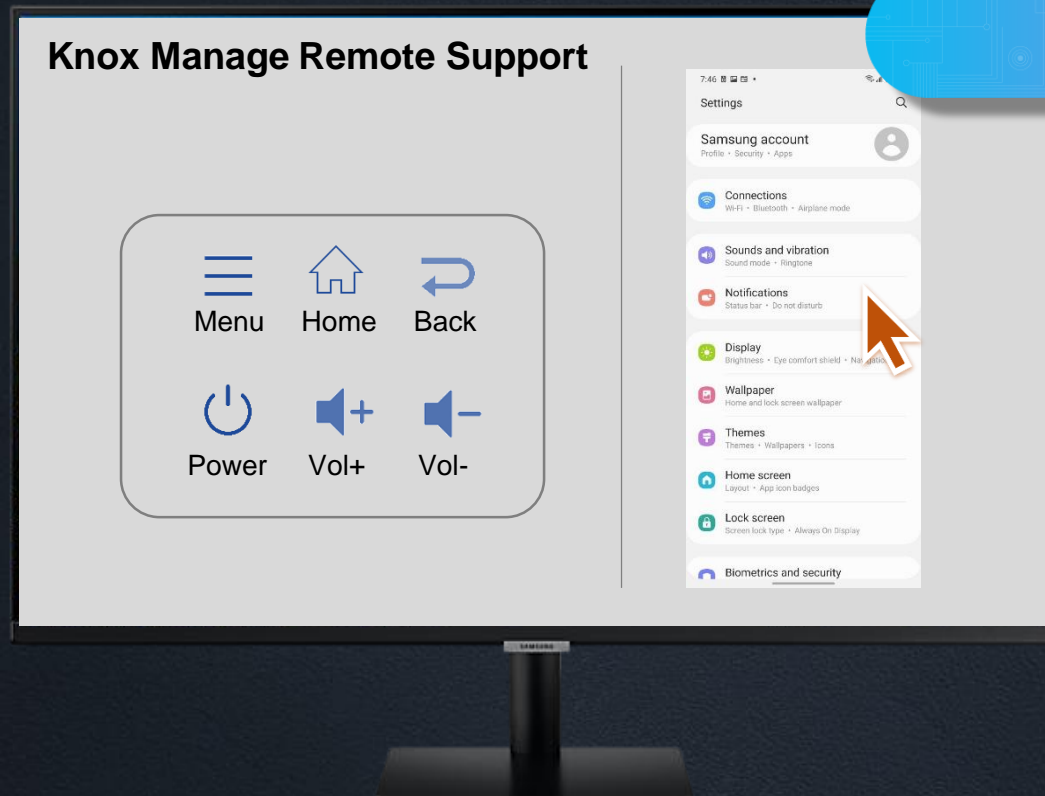 Knox Manage Remote Support
Menu Home Back
Power Vol+ Vol-
7:46
Settings
Samsung account
Profile • Security • Apps
Connections
Wi-Fi • Bluetooth • Airplane mode
Sounds and vibration
Sound mode • Ringtone
Notifications
Status bar • Do not disturb
Display
Brightness • Eye comfort shield • Navigation
Wallpaper
Home and lock screen wallpaper
Themes
Themes • Wallpapers • Icons
Home screen
Layout • App icon badges
Lock screen
Screen lock type • Always On Display
Biometrics and security
SAMSUNG